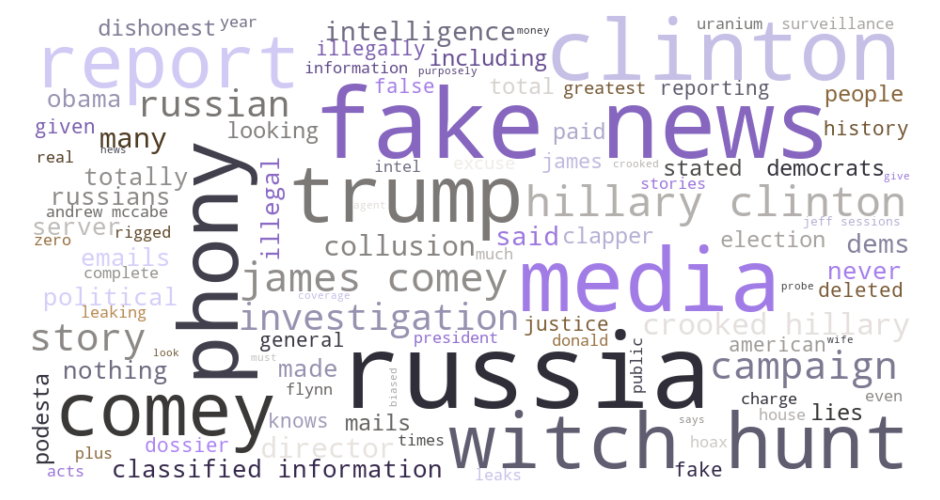 dishonest year
intelligence money
clinton
uranium surveillance
report
illegally including
information purposely
false total greatest reporting
obama russian
people
fake news
given many
looking
paid
history
news
real
phony
illegal
intel excuse james crooked stated democrats
stories give
totally
trump
russians
agent
hillary clinton
andrew mccabe
jeff sessions
server rigged
zero
collusion much
said clapper election dems
emails
complete
james comey
media
never
probe deleted
political
coverage
leaking
investigation
justice crooked hillary
story
general president donald american wife
look must
nothing made
russia
public
campaign
flynn biased
podesta
comey
charge even
house lies
knows mails
says
dossier director times
witch hunt
plus
hoax
acts classified information
leaks fake